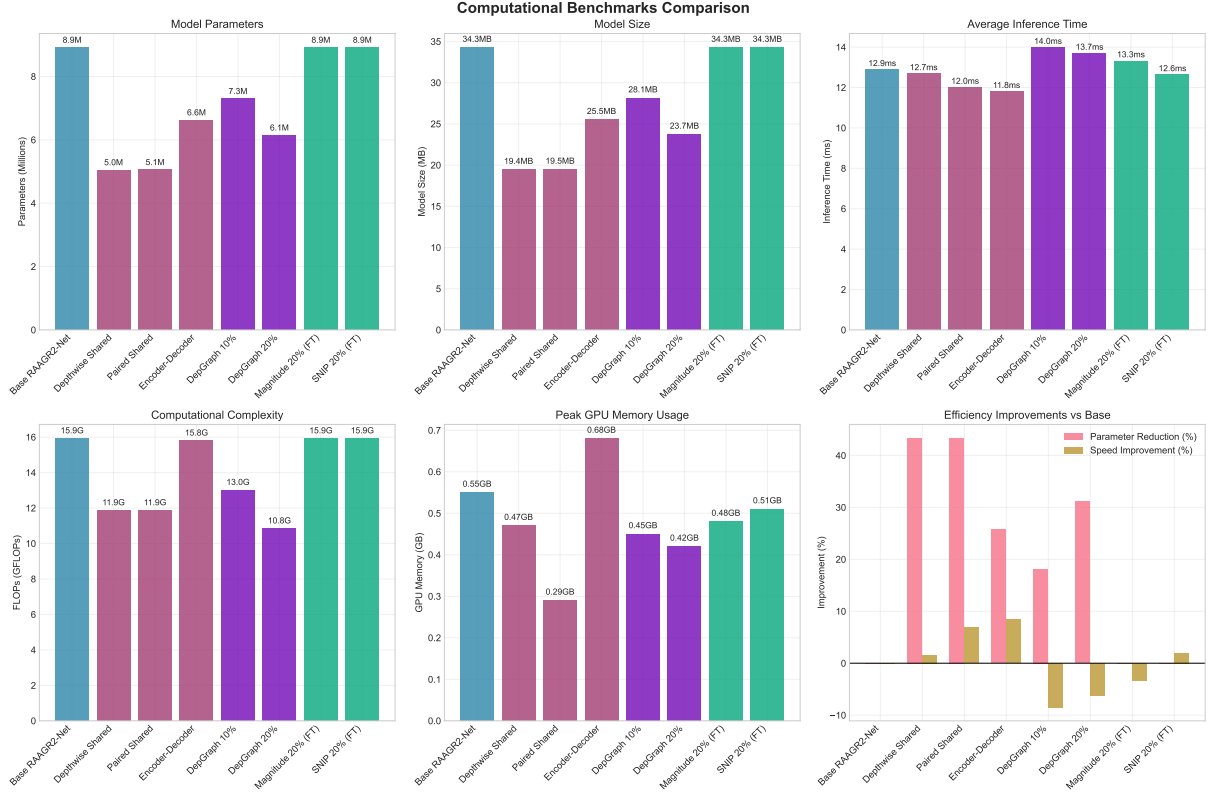 Computational Benchmarks Comparison
Model Parameters
Parameters (Millions)
8
6
4
2
0
8.9M
5.0M
5.1M
6.6M
7.3M
6.1M
8.9M
8.9M
Base RAAGR2-Net
Depthwise Shared
Paired Shared
Encoder-Decoder
DepGraph 10%
DepGraph 20%
Magnitude 20% (FT)
SNIP 20% (FT)
Model Size
Model Size (MB)
35
30
25
20
15
10
5
0
34.3MB
19.4MB
19.5MB
25.5MB
28.1MB
23.7MB
34.3MB
34.3MB
Base RAAGR2-Net
Depthwise Shared
Paired Shared
Encoder-Decoder
DepGraph 10%
DepGraph 20%
Magnitude 20% (FT)
SNIP 20% (FT)
Average Inference Time
Inference Time (ms)
14
12
10
8
6
4
2
0
12.9ms
12.7ms
12.0ms
11.8ms
14.0ms
13.7ms
13.3ms
12.6ms
Base RAAGR2-Net
Depthwise Shared
Paired Shared
Encoder-Decoder
DepGraph 10%
DepGraph 20%
Magnitude 20% (FT)
SNIP 20% (FT)
Computational Complexity
FLOPs (GFLOPs)
16
14
12
10
8
6
4
2
0
15.9G
11.9G
11.9G
15.8G
13.0G
10.8G
15.9G
15.9G
Base RAAGR2-Net
Depthwise Shared
Paired Shared
Encoder-Decoder
DepGraph 10%
DepGraph 20%
Magnitude 20% (FT)
SNIP 20% (FT)
Peak GPU Memory Usage
GPU Memory (GB)
0.7
0.6
0.5
0.4
0.3
0.2
0.1
0.0
0.55GB
0.47GB
0.29GB
0.68GB
0.45GB
0.42GB
0.48GB
0.51GB
Base RAAGR2-Net
Depthwise Shared
Paired Shared
Encoder-Decoder
DepGraph 10%
DepGraph 20%
Magnitude 20% (FT)
SNIP 20% (FT)
Efficiency Improvements vs Base
Improvement (%)
40
30
20
10
0
−10
Parameter Reduction (%)
Speed Improvement (%)
Base RAAGR2-Net
Depthwise Shared
Paired Shared
Encoder-Decoder
DepGraph 10%
DepGraph 20%
Magnitude 20% (FT)
SNIP 20% (FT)